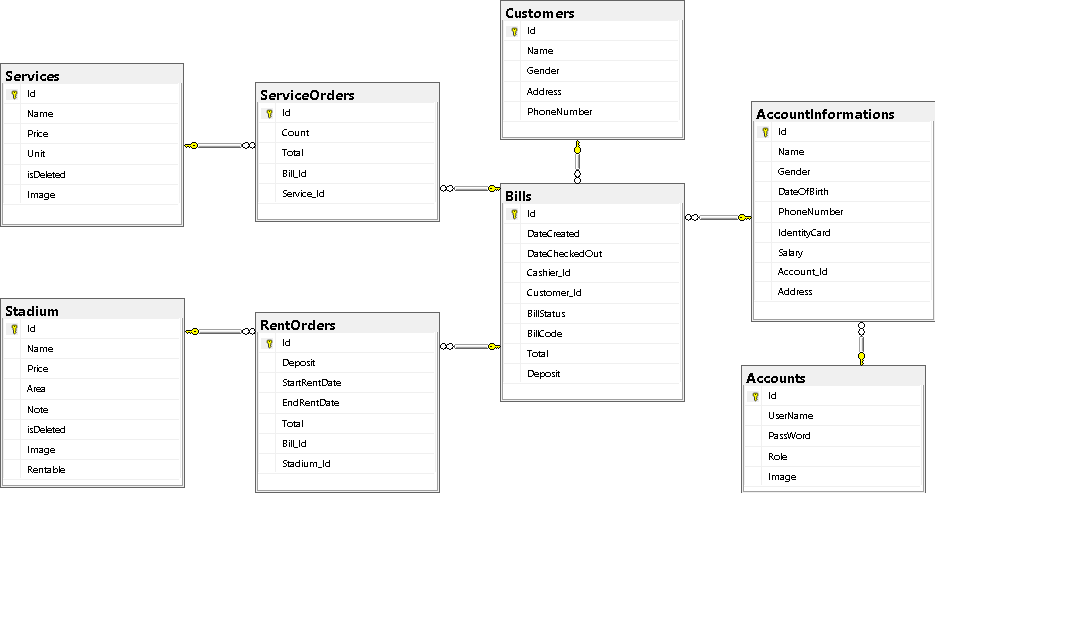 Customers
Id
Name
Gender
Address
PhoneNumber
Services
Id
Name
Price
Unit
isDeleted
Image
ServiceOrders
Id
Count
Total
Bill_Id
Service_Id
AccountInformations
Id
Name
Gender
DateOfBirth
PhoneNumber
IdentityCard
Salary
Account_Id
Address
Bills
Id
DateCreated
DateCheckedOut
Cashier_Id
Customer_Id
BillStatus
BillCode
Total
Deposit
Stadium
Id
Name
Price
Area
Note
isDeleted
Image
Rentable
RentOrders
Id
Deposit
StartRentDate
EndRentDate
Total
Bill_Id
Stadium_Id
Accounts
Id
UserName
PassWord
Role
Image